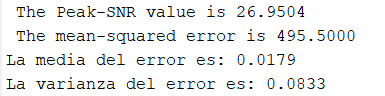 The Peak-SNR value is 26.9504
The mean-squared error is 495.5000
La media del error es: 0.0179
La varianza del error es: 0.0833